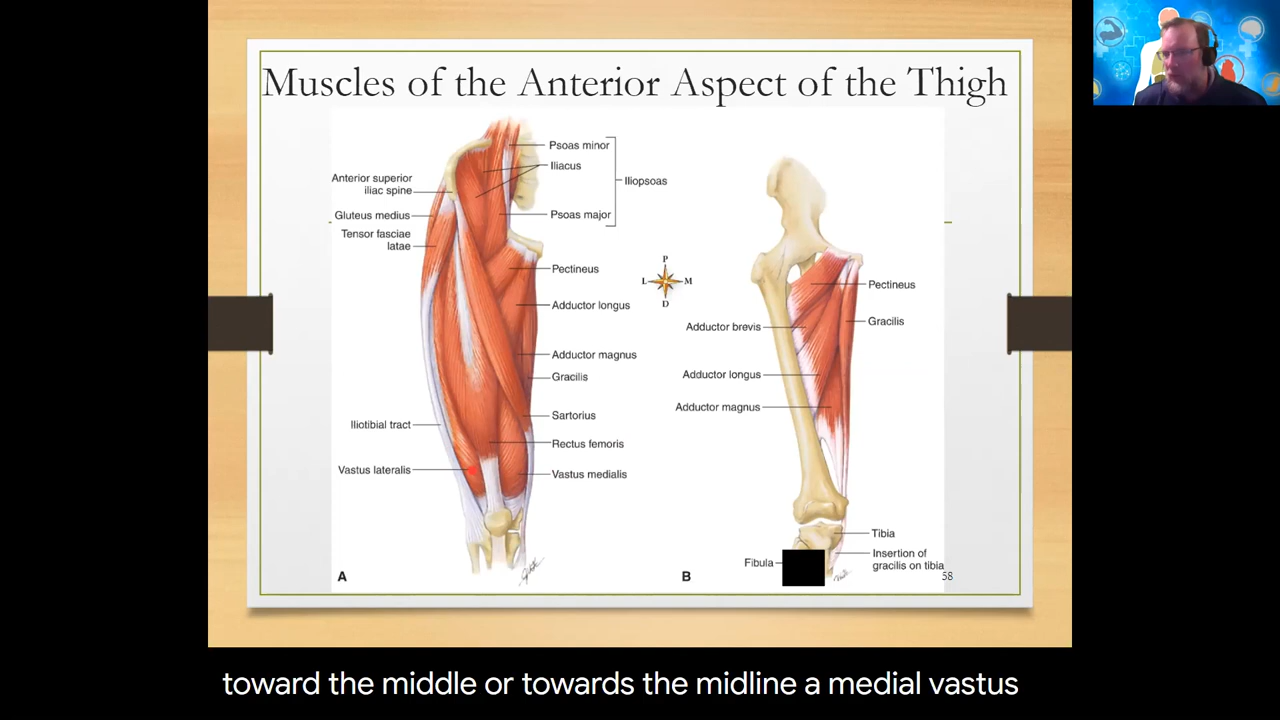 Muscles of the Anterior Aspect of the Thigh
Psoas minor
Iliacus
Iliopsoas
Psoas major
Anterior superior
iliac spine
Gluteus medius
Tensor fasciae
latae
Pectineus
Adductor longus
Adductor magnus
Gracilis
Sartorius
Iliotibial tract
Rectus femoris
Vastus lateralis
Vastus medialis
A
P
L
M
D
Pectineus
Gracilis
Adductor brevis
Adductor longus
Adductor magnus
Tibia
Fibula
Insertion of
gracilis on tibia
B
58
toward the middle or towards the midline a medial vastus